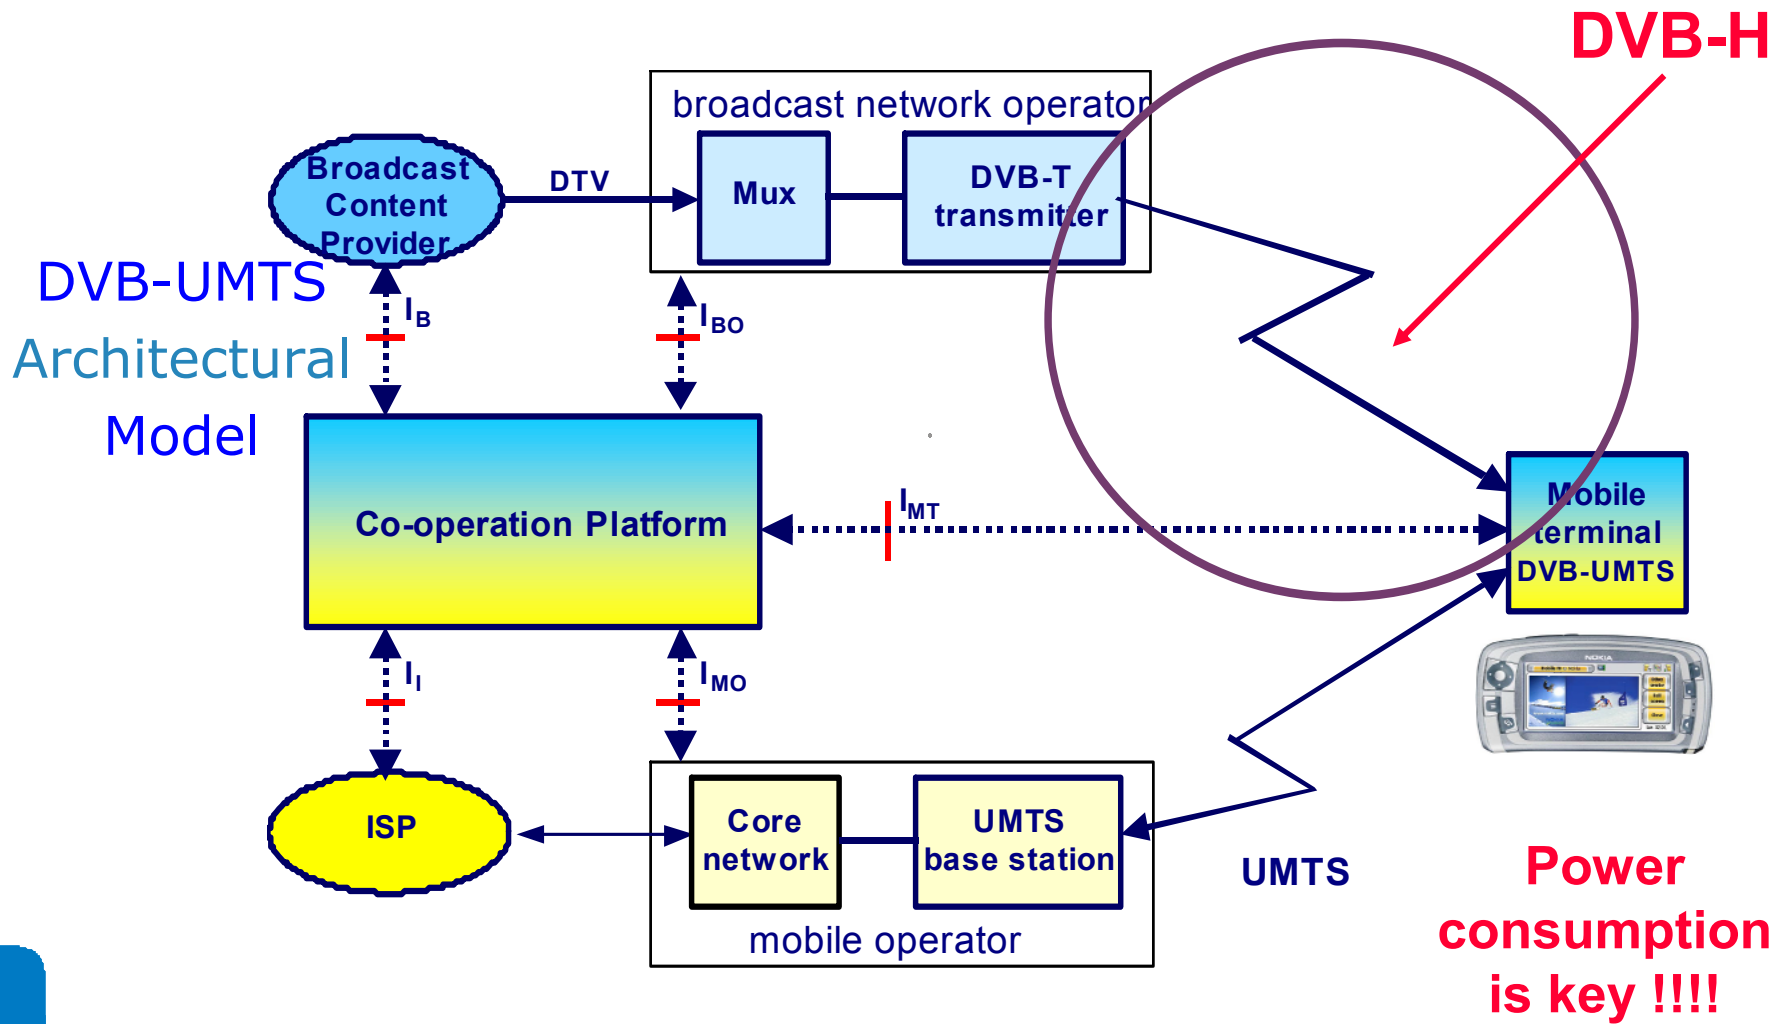 DVB-H
broadcast network operator
Broadcast
Content
Provider
DTV
Mux
DVB-T
transmitter
DVB-UMTS
Architectural
Model
IB
IBO
Co-operation Platform
IMT
Mobile
terminal
DVB-UMTS
II
IMO
NOKIA
ISP
Core
network
UMTS
base station
mobile operator
UMTS
Power
consumption
is key !!!!